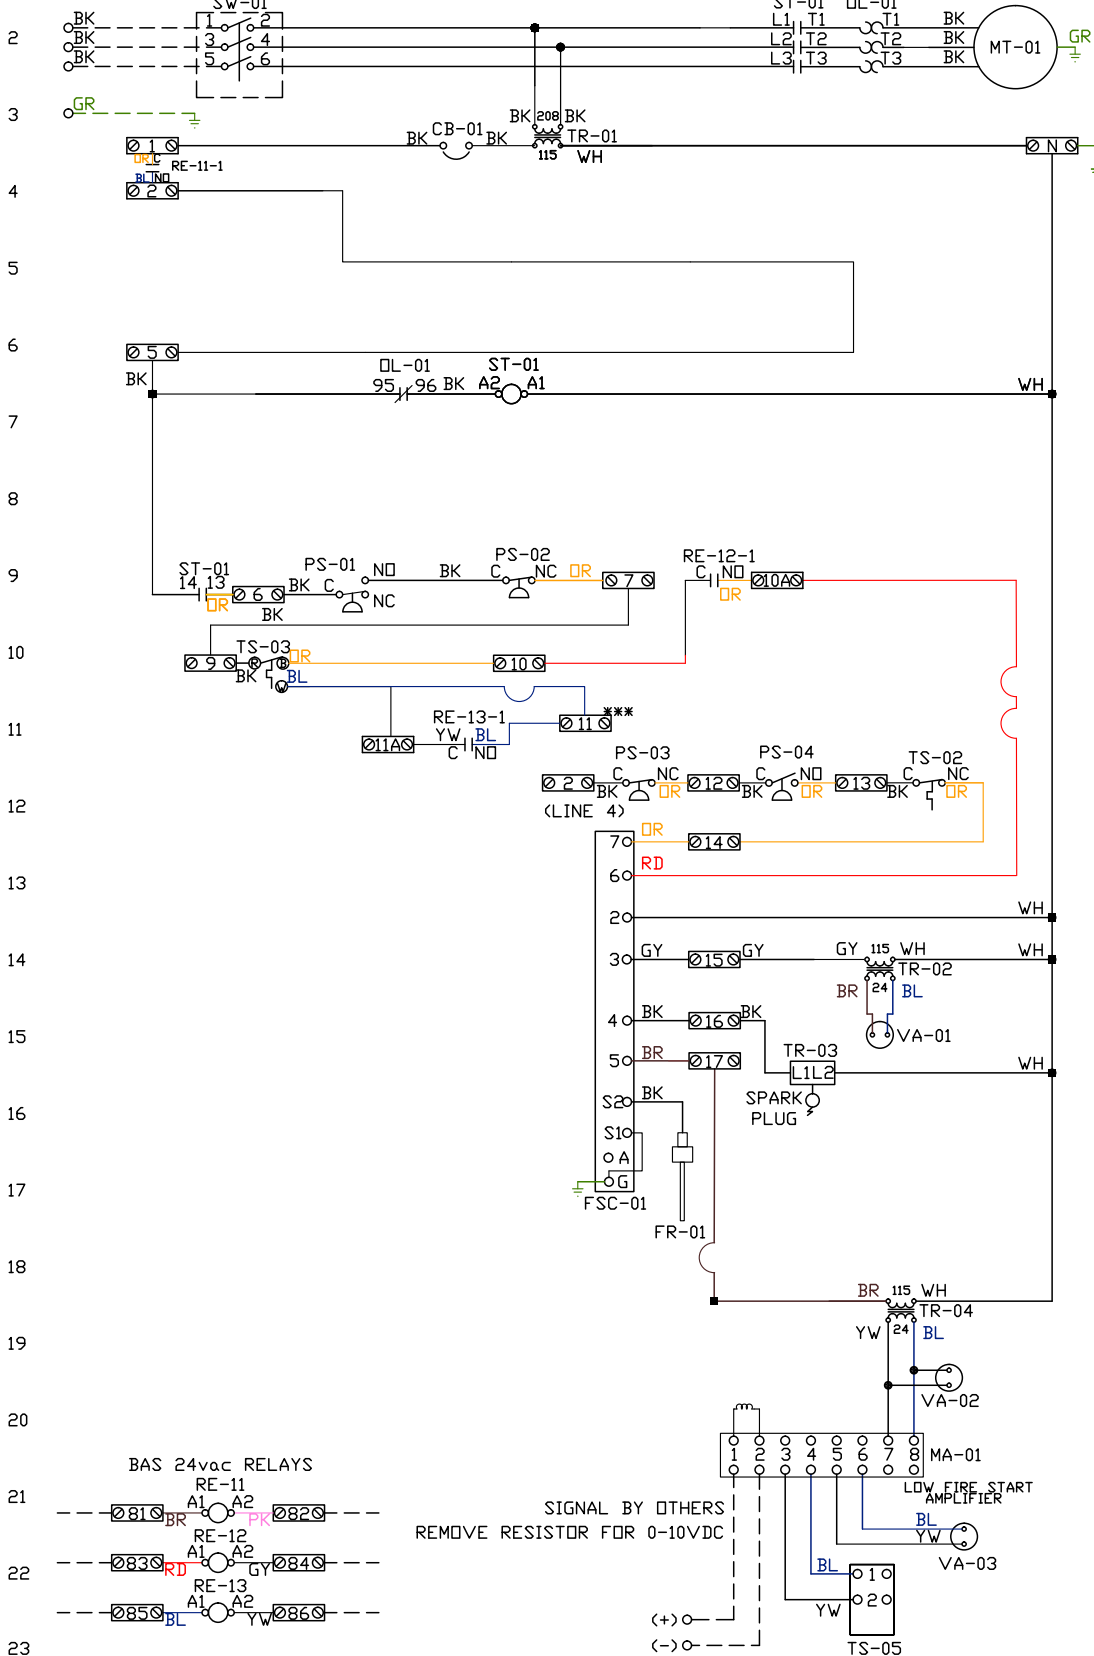 SW-01 ST-01 OL-01
BK 1 2 L1 T1 T1 BK
2 BK 3 4 L2 T2 T2 BK MT-01 GR
BK 5 6 L3 T3 T3 BK
3 GR BK 208 BK
1 BK CB-01 BK 115 TR-01 WH N
OR C RE-11-1
BL NO
4 2
5
6 5
BK OL-01 ST-01
95 96 BK A2 A1 WH
7
8
9 ST-01 PS-01 NO BK PS-02 RE-12-1
14 13 OR 6 BK C NC C NC OR 7 C NO OR 10A
BK
10 9 BK TS-03 R B OR 10
W BL
11 11A RE-13-1 11 ***
YW BL
C NO
PS-03 PS-04 TS-02
2 C NC 12 C NO 13 C NC
12 BK OR BK OR BK OR
(LINE 4)
7 OR 14
13 6 RD
2 WH
14 3 GY 15 GY GY 115 WH WH
TR-02
BR 24 BL
15 4 BK 16 BK VA-01
5 BR 17 TR-03 WH
L1L2
16 S2 BK SPARK
PLUG
S1
A
17 G
FSC-01
FR-01
18
BR 115 WH
TR-04
19 YW 24 BL
VA-02
20
1 2 3 4 5 6 7 8 MA-01
LOW FIRE START
AMPLIFIER
BAS 24vac RELAYS
21 RE-11
81 BR A1 A2 PK 82
SIGNAL BY OTHERS
REMOVE RESISTOR FOR 0-10VDC
BL
YW
VA-03
RE-12
22 83 RD A1 A2 GY 84
BL 1
RE-13
85 BL A1 A2 YW 86
YW 2
(+)
(-)
TS-05
23